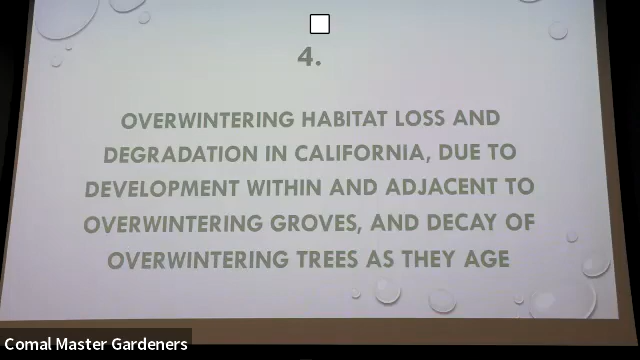 4.
OVERWINTERING HABITAT LOSS AND
DEGRADATION IN CALIFORNIA, DUE TO
DEVELOPMENT WITHIN AND ADJACENT TO
OVERWINTERING GROVES, AND DECAY OF
OVERWINTERING TREES AS THEY AGE
Comal Master Gardeners